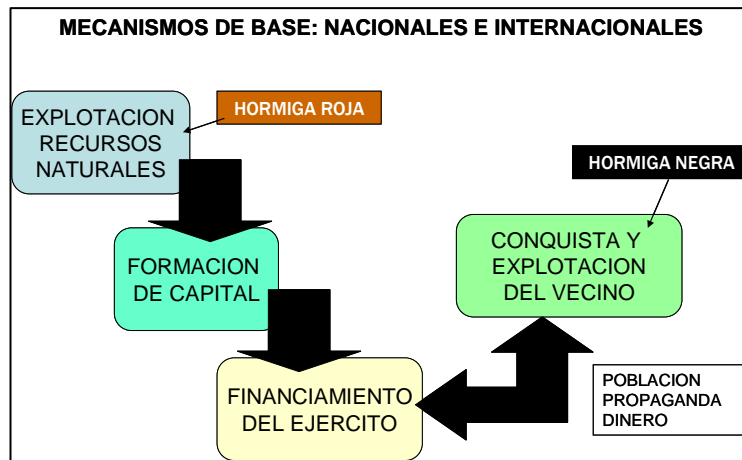 MECANISMOS DE BASE: NACIONALES E INTERNACIONALES
EXPLOTACION
RECURSOS
NATURALES
HORMIGA ROJA
HORMIGA NEGRA
FORMACION
DE CAPITAL
CONQUISTA Y
EXPLOTACION
DEL VECINO
FINANCIAMIENTO
DEL EJERCITO
POBLACION
PROPAGANDA
DINERO